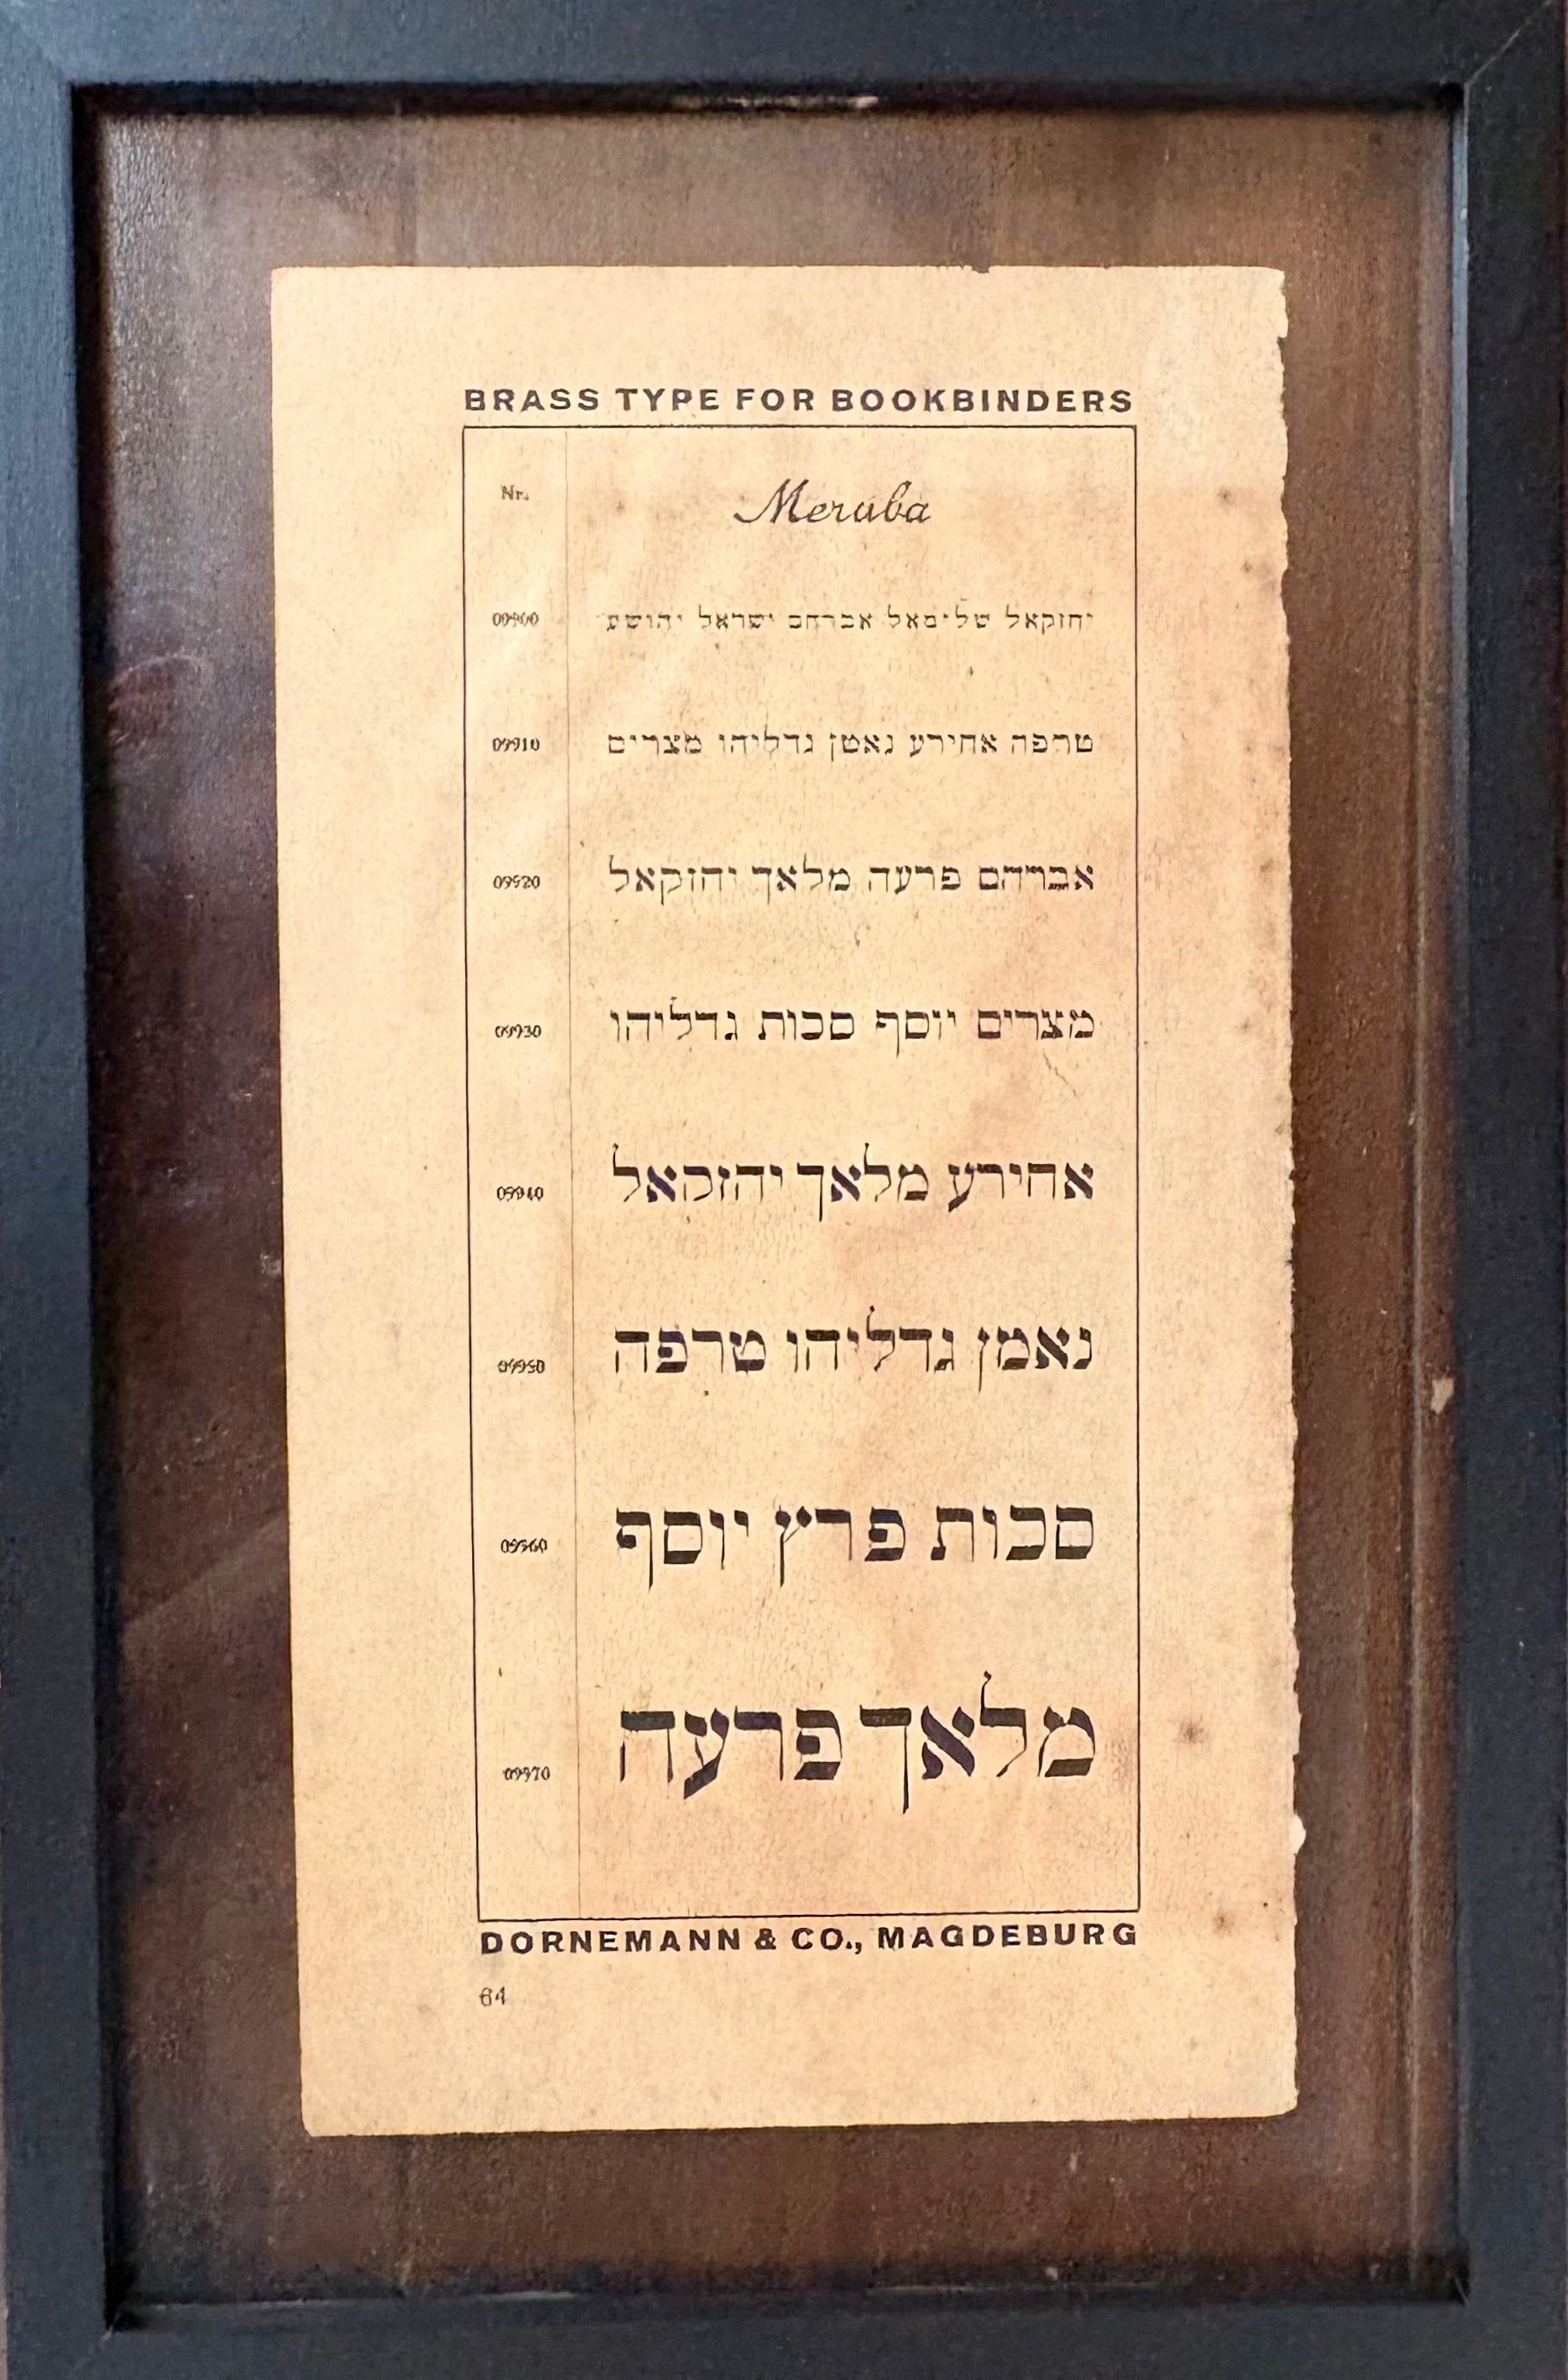 BRASS TYPE FOR BOOKBINDERS
Nr. Meruba
09900 יחזקאל שלימאל אברהם ישראל יהושע
09910 טרפה אחירע נאטן גדליהו מצרים
09920 אברהם פרעה מלאך יחזקאל
09930 מצרים יוסף סכות גדליהו
09940 אחירע מלאך יחזקאל
09950 נאמן גדליהו טרפה
09960 סכות פרץ יוסף
09970 מלאך פרעה
DORNEMANN & CO., MAGDEBURG
64